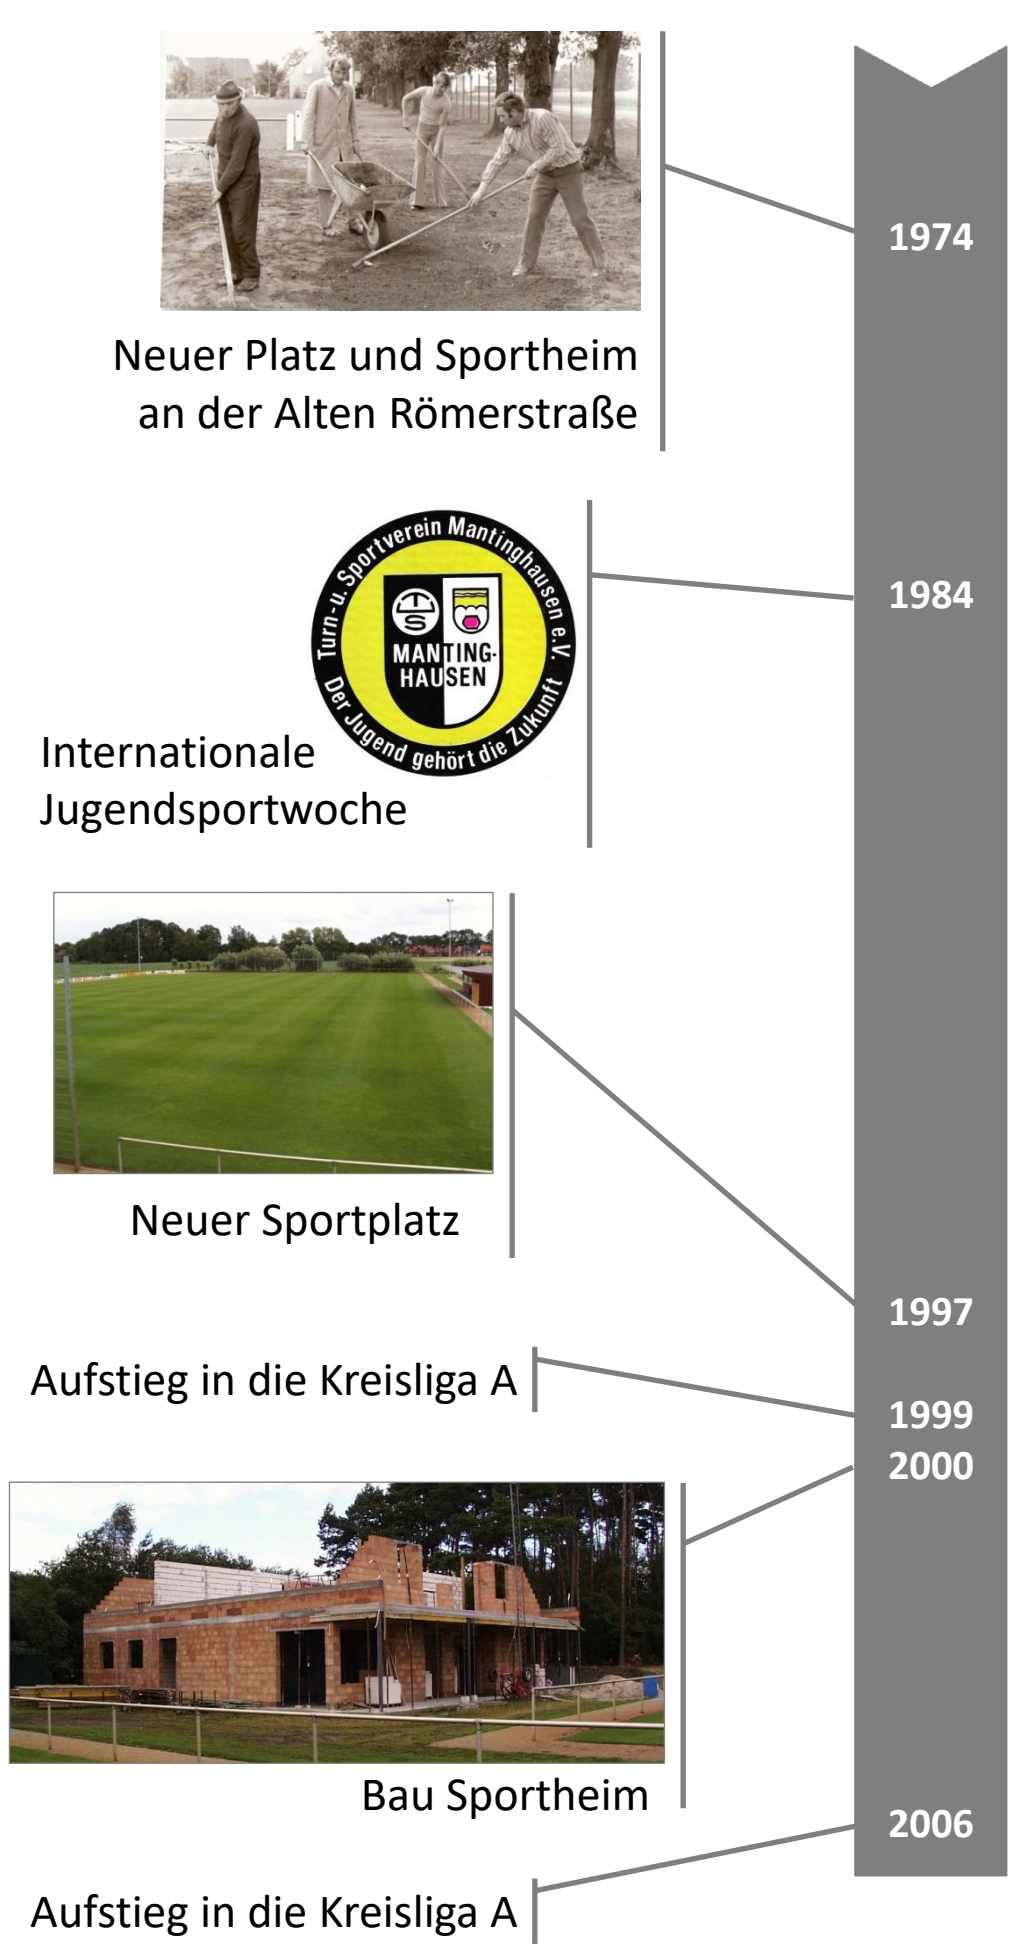 1974
Neuer Platz und Sportheim
an der Alten Römerstraße
1984
Turn- u. Sportverein Mantinghausen e.V.
TUS
MANTING-
HAUSEN
Der Jugend gehört die Zukunft
Internationale
Jugendsportwoche
Neuer Sportplatz
1997
Aufstieg in die Kreisliga A
1999
2000
Bau Sportheim
2006
Aufstieg in die Kreisliga A